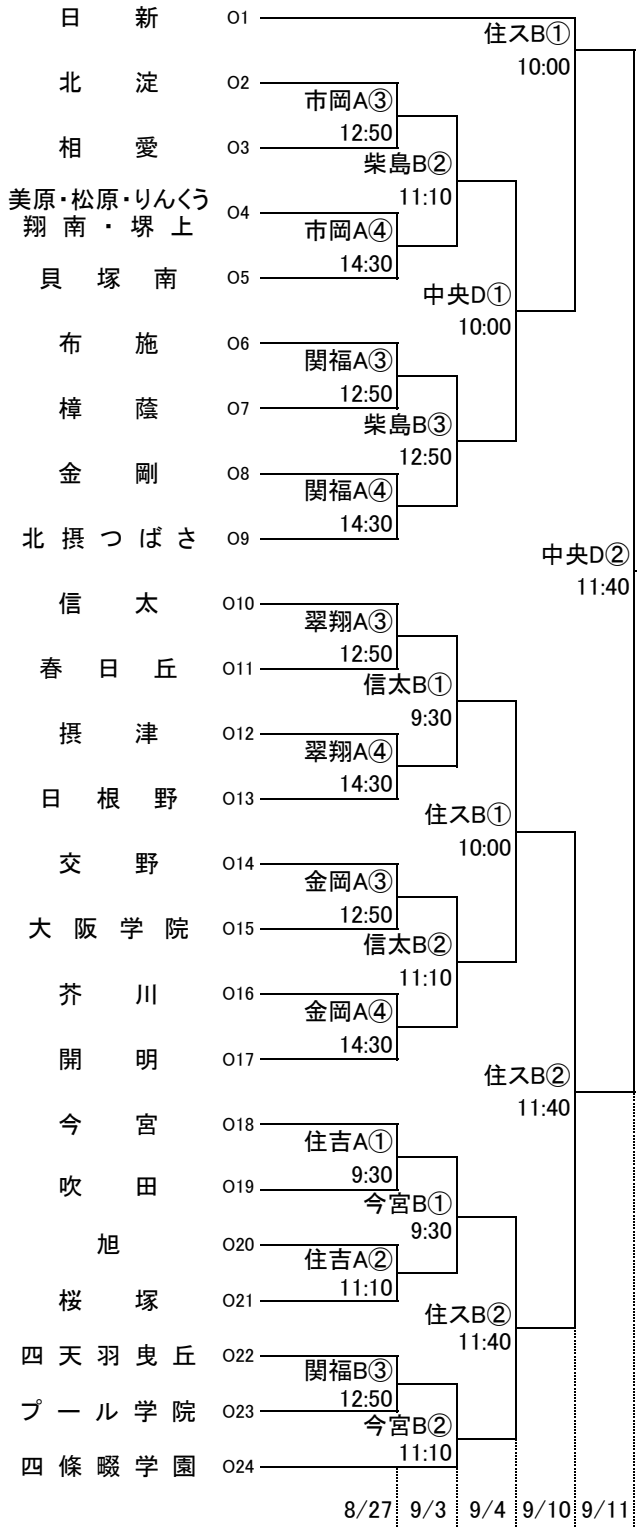 日 新 O1
住スB①
10:00
北 淀 O2
市岡A③
12:50
相 愛 O3
柴島B②
11:10
美原・松原・りんくう
翔南・堺上 O4
市岡A④
14:30
貝塚南 O5
中央D①
10:00
布 施 O6
関福A③
12:50
樟 蔭 O7
柴島B③
12:50
金 剛 O8
関福A④
14:30
北摂つばさ O9
中央D②
11:40
信 太 O10
翠翔A③
12:50
春日丘 O11
信太B①
9:30
摂 津 O12
翠翔A④
14:30
日根野 O13
住スB①
10:00
交 野 O14
金岡A③
12:50
大阪学院 O15
信太B②
11:10
芥 川 O16
金岡A④
14:30
開 明 O17
住スB②
11:40
今 宮 O18
住吉A①
9:30
吹 田 O19
今宮B①
9:30
旭 O20
住吉A②
11:10
桜 塚 O21
住スB②
11:40
四天羽曳丘 O22
関福B③
12:50
プール学院 O23
今宮B②
11:10
四條畷学園 O24
8/27 9/3 9/4 9/10 9/11